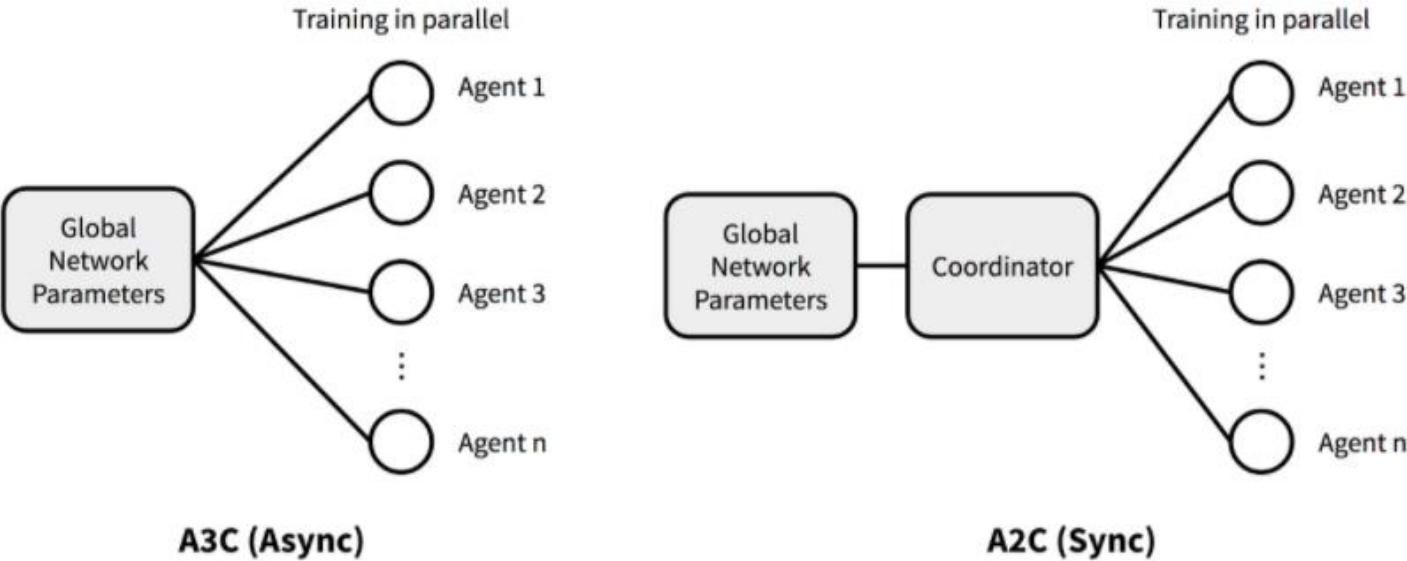 Training in parallel
Agent 1
Agent 2
Global
Network
Parameters
Agent 3
⋮
Agent n
A3C (Async)
Training in parallel
Agent 1
Agent 2
Global
Network
Parameters
Coordinator
Agent 3
⋮
Agent n
A2C (Sync)